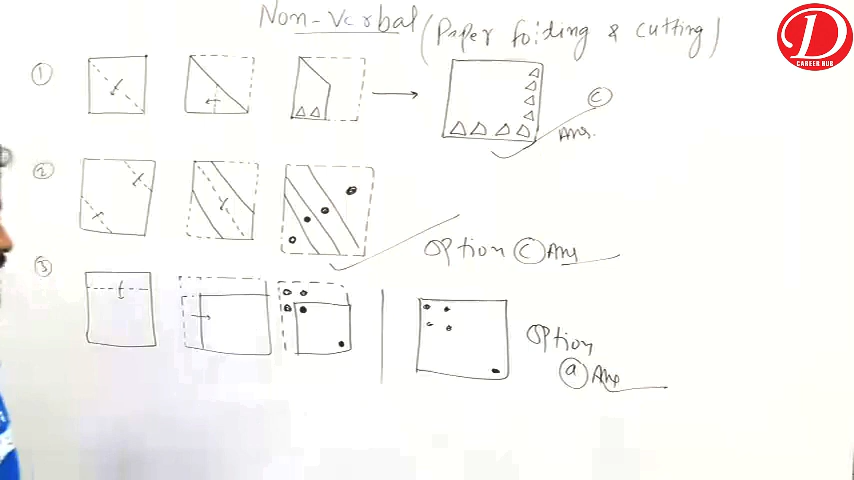 Non-Verbal (Paper folding & cutting)
D
CAREER HUB
①
ⓒ
Ans.
②
Option ⓒ Ans
③
Option
ⓐ Ans